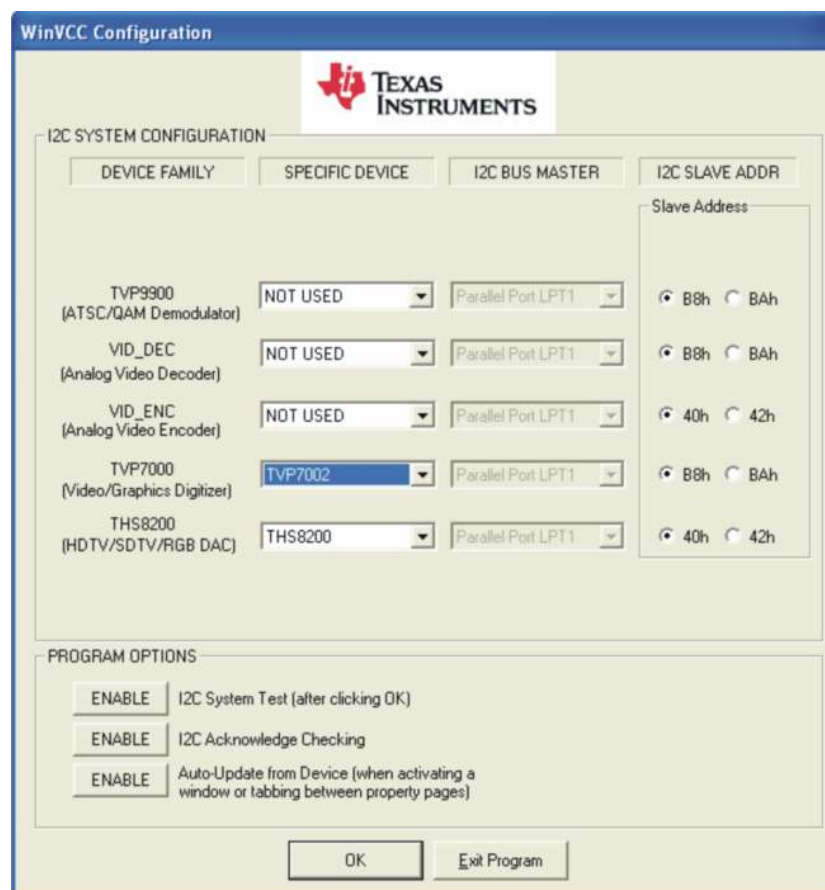 WinVCC Configuration
TEXAS
INSTRUMENTS
I2C SYSTEM CONFIGURATION
DEVICE FAMILY SPECIFIC DEVICE I2C BUS MASTER I2C SLAVE ADDR
Slave Address
TVP9900
(ATSC/QAM Demodulator)
NOT USED Parallel Port LPT1 B8h BAh
VID_DEC
(Analog Video Decoder)
NOT USED Parallel Port LPT1 B8h BAh
VID_ENC
(Analog Video Encoder)
NOT USED Parallel Port LPT1 40h 42h
TVP7000
(Video/Graphics Digitizer)
TVP7002 Parallel Port LPT1 B8h BAh
THS8200
(HDTV/SDTV/RGB DAC)
THS8200 Parallel Port LPT1 40h 42h
PROGRAM OPTIONS
ENABLE I2C System Test (after clicking OK)
ENABLE I2C Acknowledge Checking
ENABLE Auto-Update from Device (when activating a
window or tabbing between property pages)
OK Exit Program